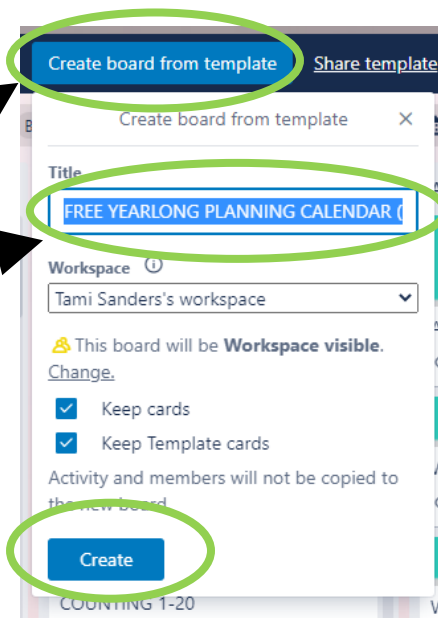 Create board from template Share template
Create board from template
Title
FREE YEARLONG PLANNING CALENDAR (
Workspace
Tami Sanders's workspace
This board will be Workspace visible.
Change.
Keep cards
Keep Template cards
Activity and members will not be copied to
the new board
Create
COUNTING 1-20